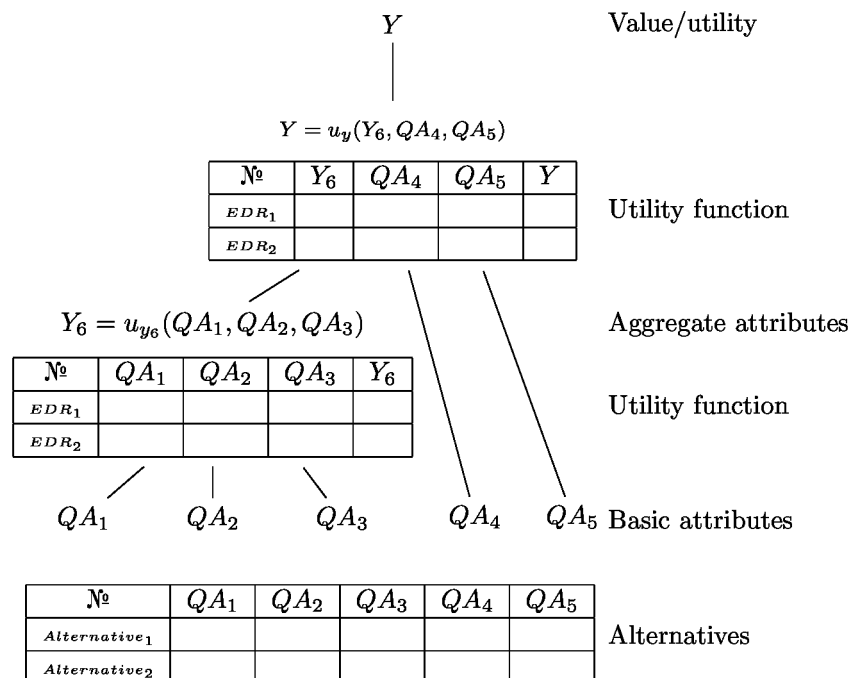 Y Value/utility
Y = u_y(Y_6, QA_4, QA_5)
№ Y_6 QA_4 QA_5 Y
EDR_1 Utility function
EDR_2
Y_6 = u_{y_6}(QA_1, QA_2, QA_3) Aggregate attributes
№ QA_1 QA_2 QA_3 Y_6
EDR_1 Utility function
EDR_2
QA_1 QA_2 QA_3 QA_4 QA_5 Basic attributes
№ QA_1 QA_2 QA_3 QA_4 QA_5
Alternative_1 Alternatives
Alternative_2